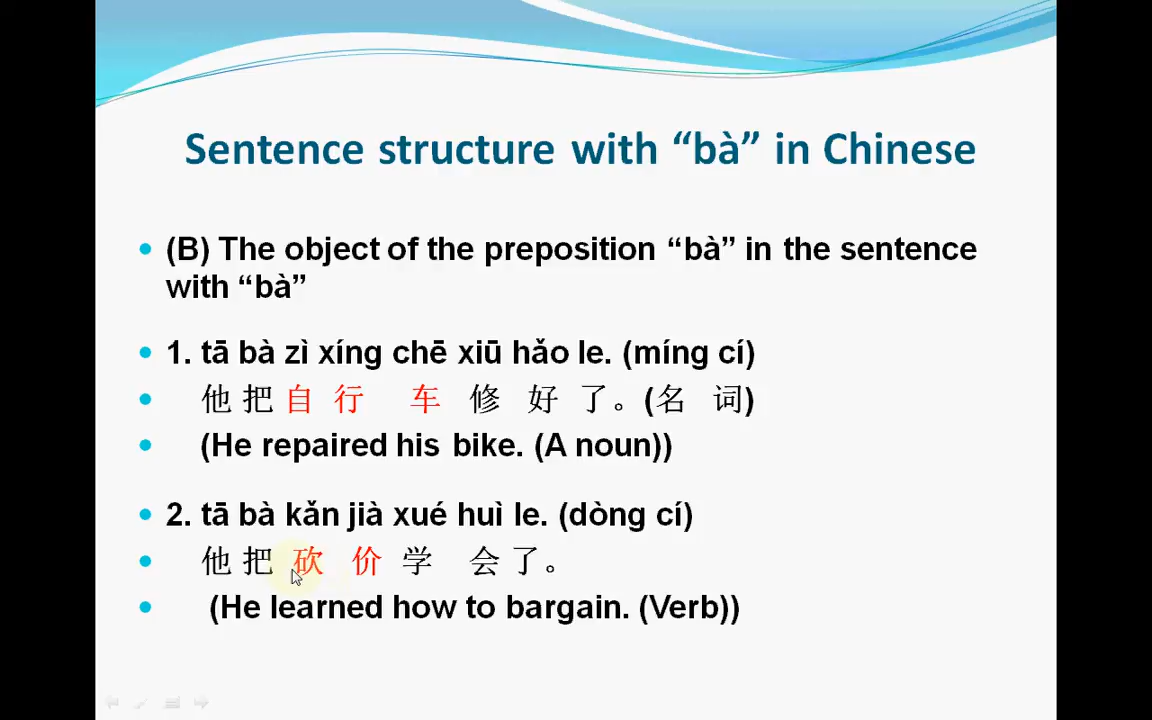 Sentence structure with “bà” in Chinese
(B) The object of the preposition “bà” in the sentence
with “bà”
1. tā bà zì xíng chē xiū hǎo le. (míng cí)
他 把 自 行 车 修 好 了。(名 词)
(He repaired his bike. (A noun))
2. tā bà kǎn jià xué huì le. (dòng cí)
他 把 砍 价 学 会 了。
(He learned how to bargain. (Verb))